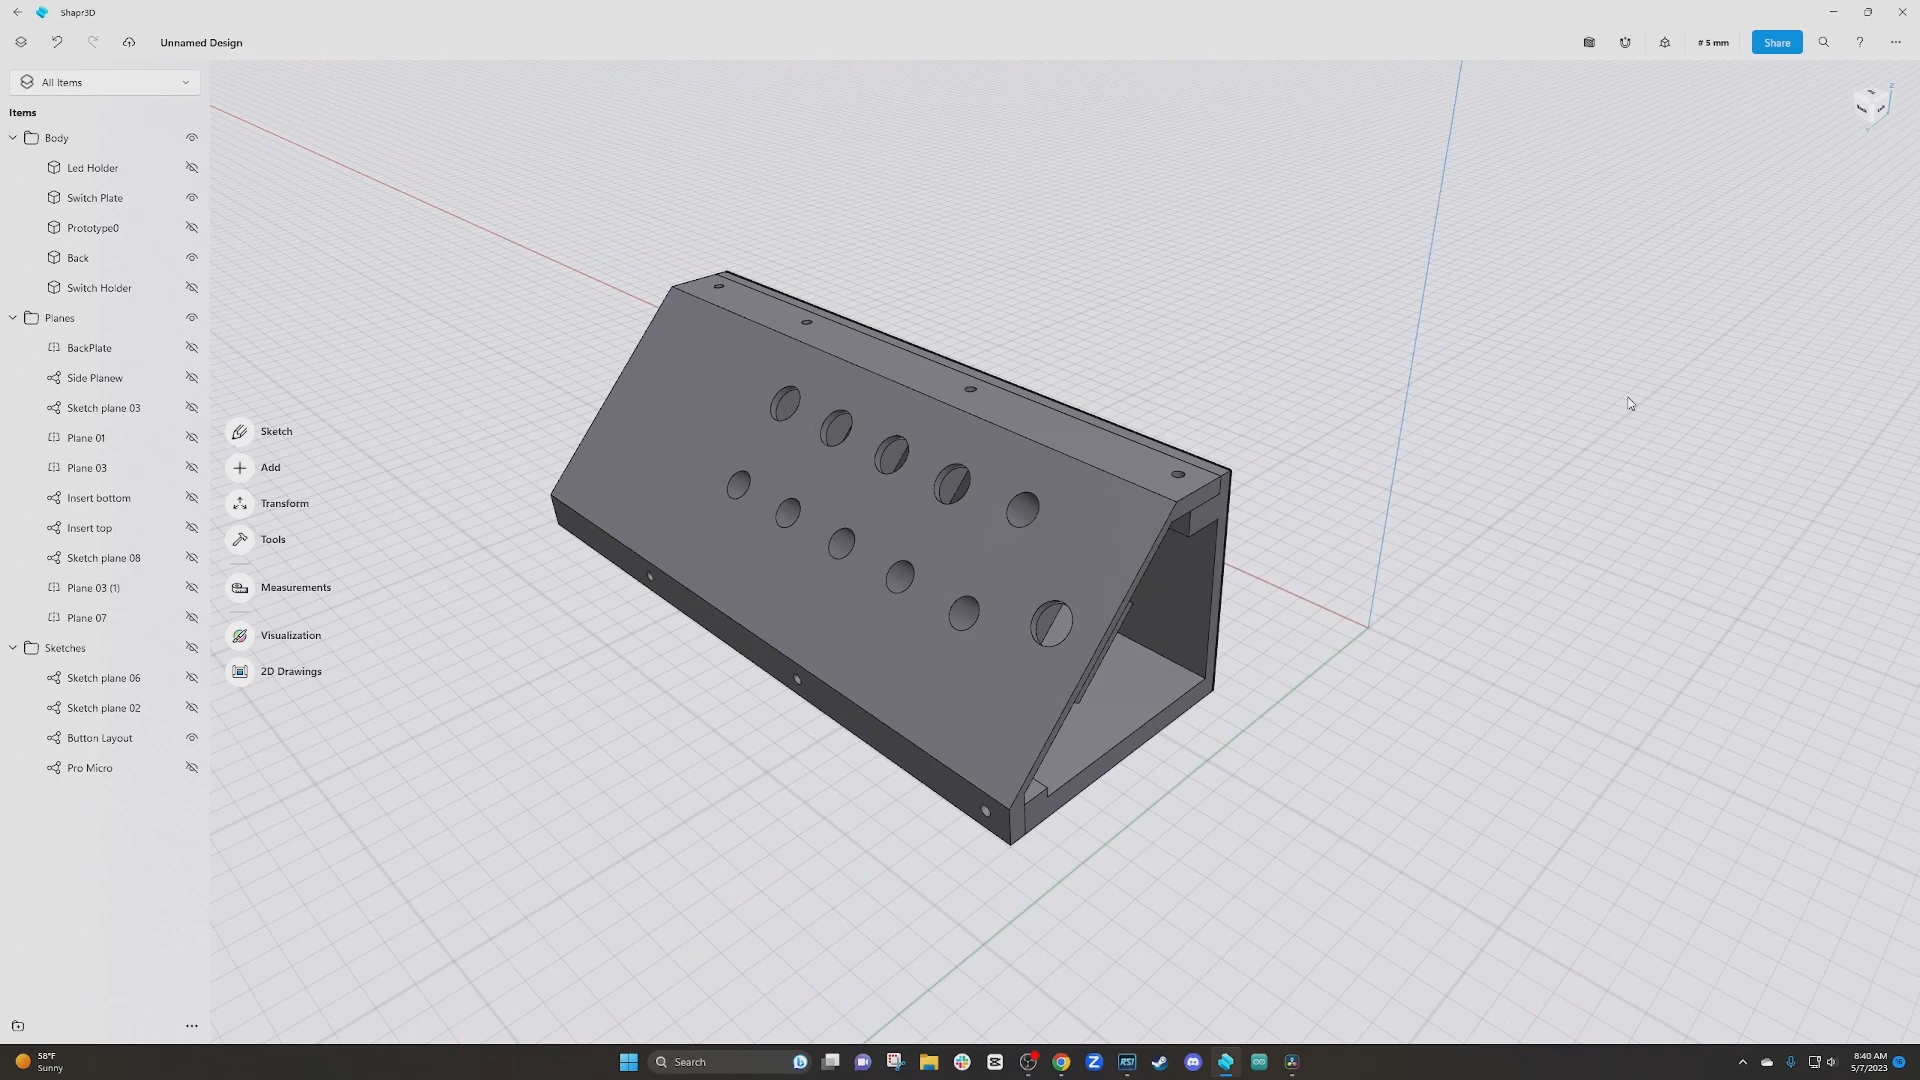 Shapr3D
Unnamed Design
# 5 mm
Share
All Items
Items
Body
Led Holder
Switch Plate
Prototype0
Back
Switch Holder
Planes
BackPlate
Side Planew
Sketch plane 03
Plane 01
Plane 03
Insert bottom
Insert top
Sketch plane 08
Plane 03 (1)
Plane 07
Sketches
Sketch plane 06
Sketch plane 02
Button Layout
Pro Micro
Sketch
Add
Transform
Tools
Measurements
Visualization
2D Drawings
Z
Y
58°F
Sunny
Search
RSI
8:40 AM
5/7/2023